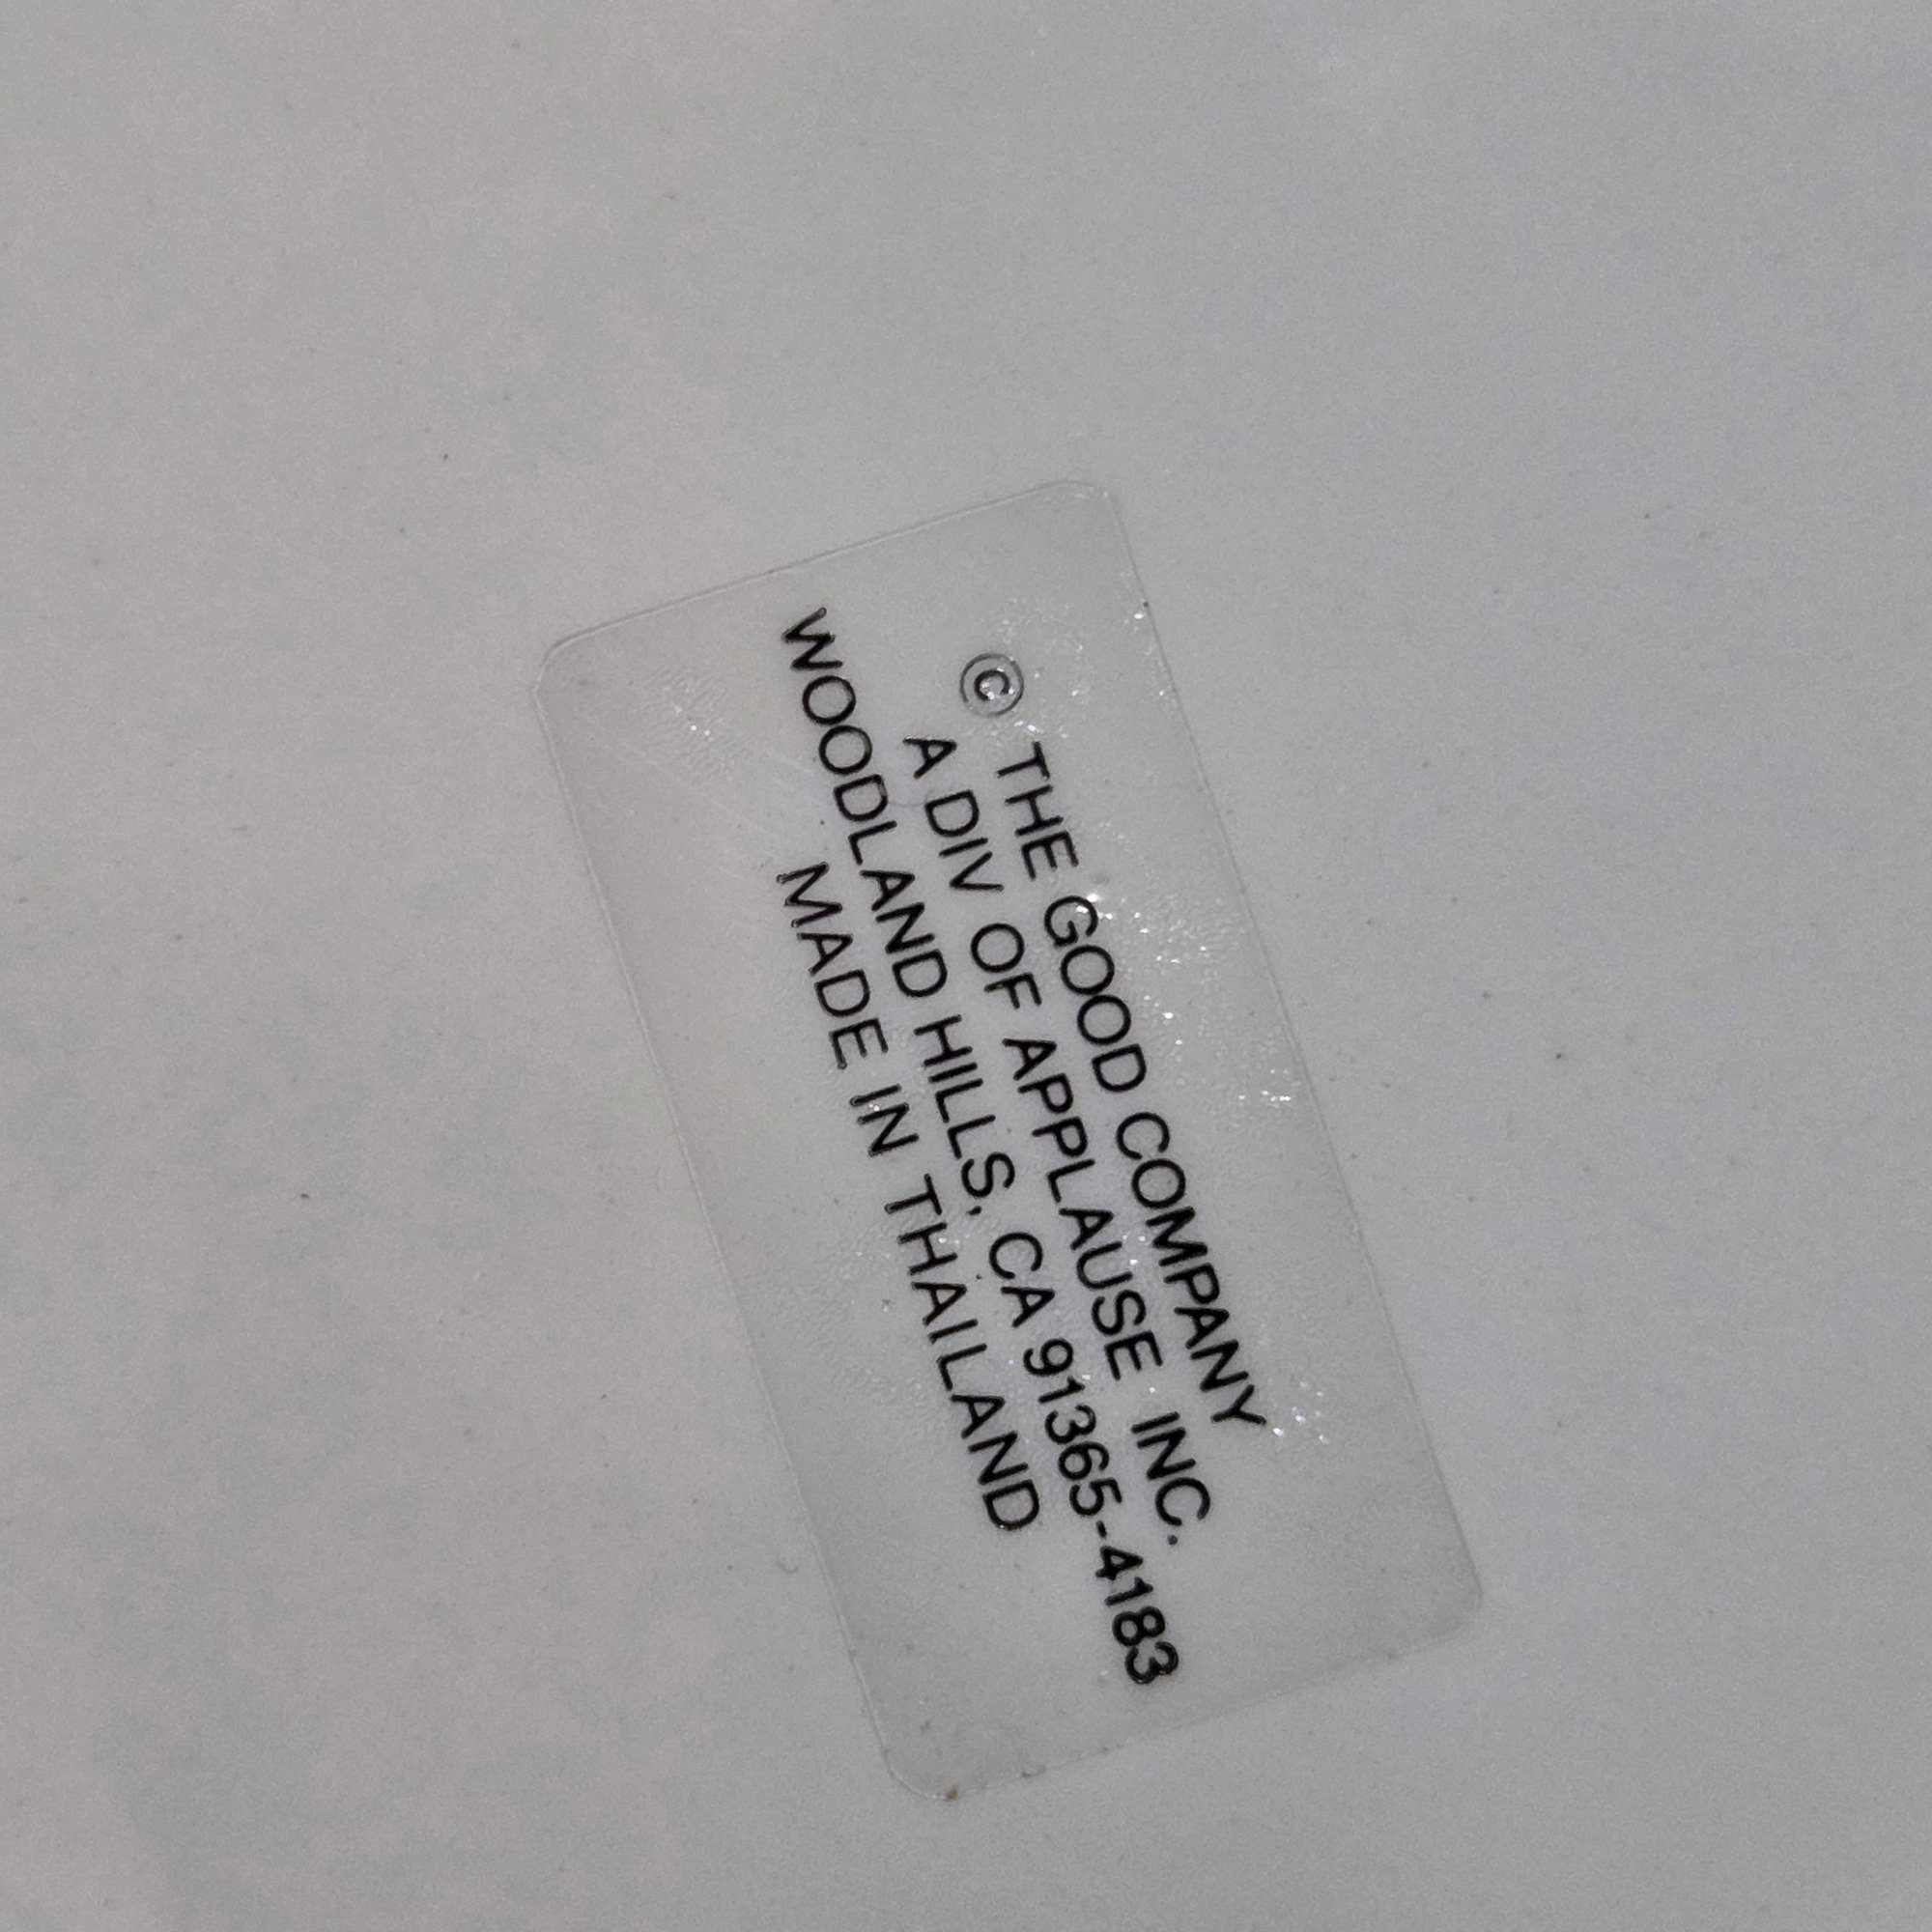 © THE GOOD COMPANY
A DIV OF APPLAUSE INC.
WOODLAND HILLS, CA 91365-4183
MADE IN THAILAND